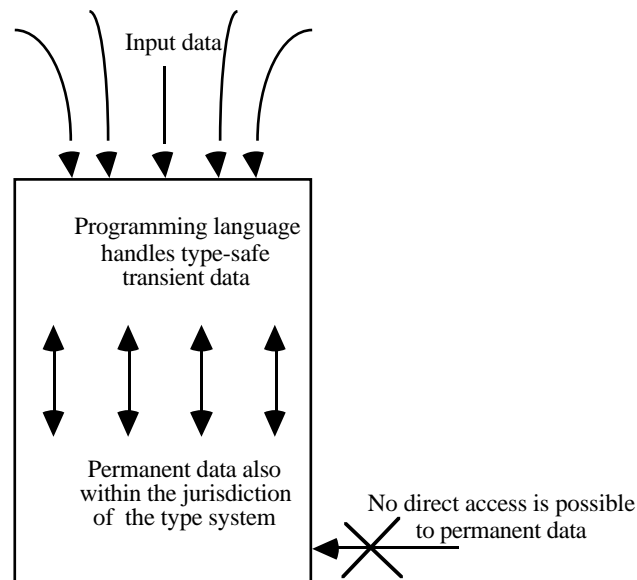 Input data
Programming language
handles type-safe
transient data
Permanent data also
within the jurisdiction
of the type system
No direct access is possible
to permanent data